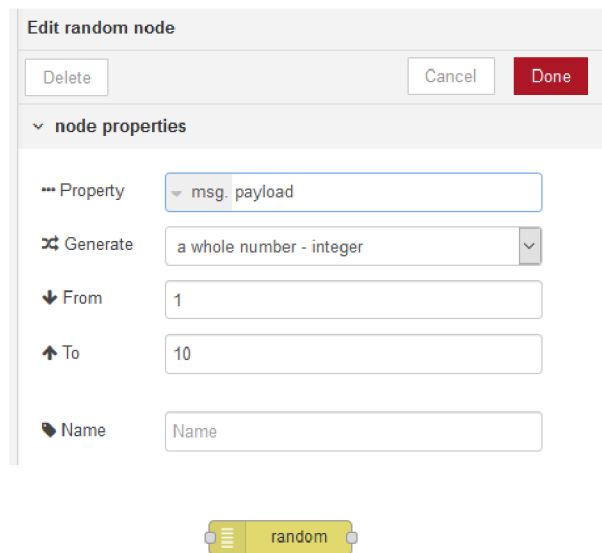 Edit random node
Delete Cancel Done
node properties
Property msg. payload
Generate a whole number - integer
From 1
To 10
Name Name
random